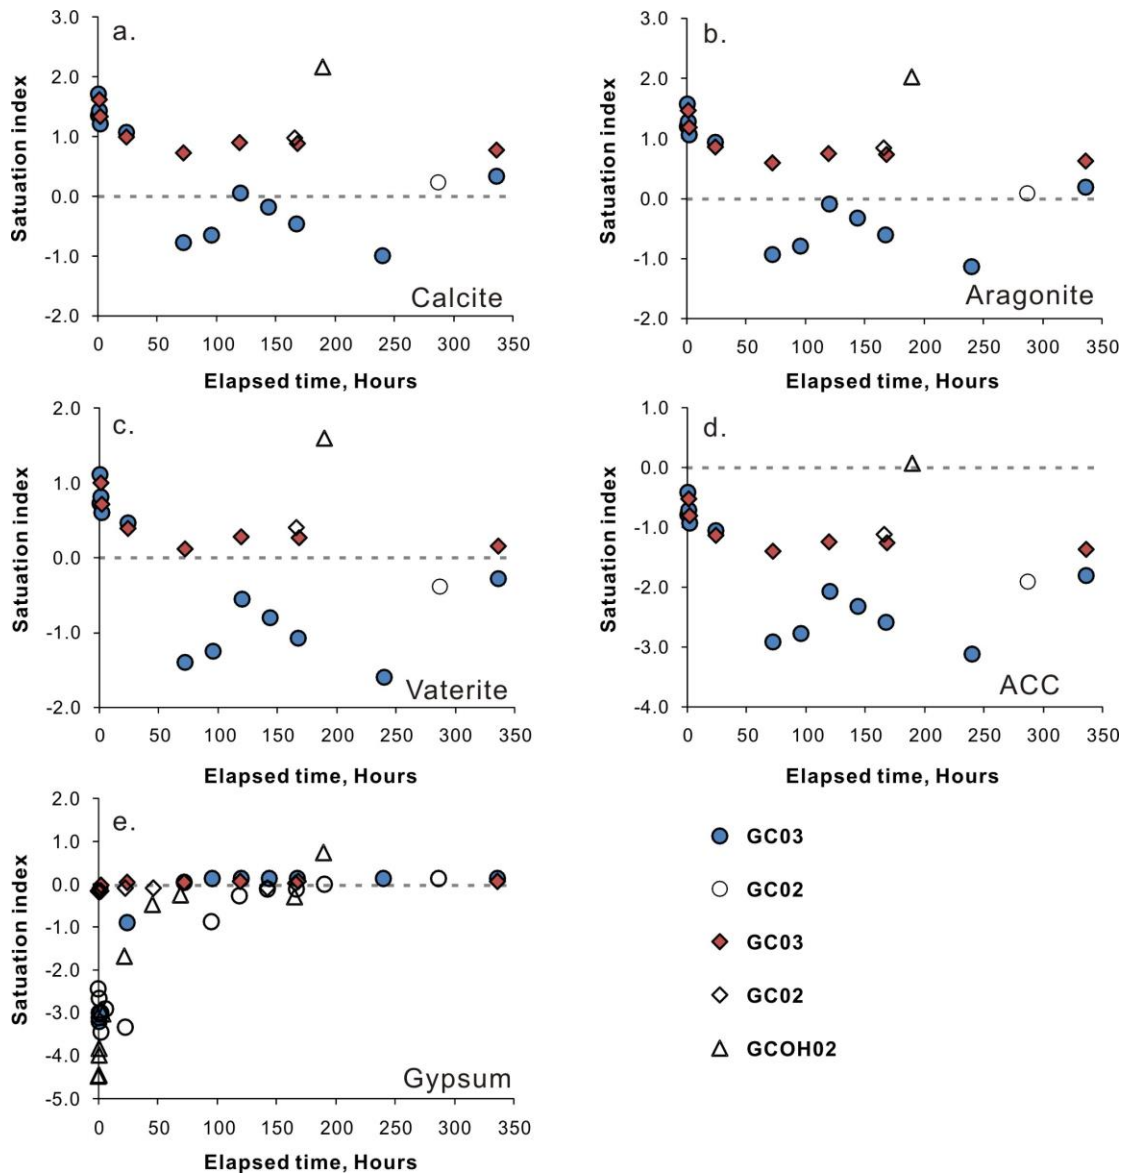 a.
3.0
2.0
1.0
0.0
-1.0
-2.0
Satuation index
0 50 100 150 200 250 300 350
Elapsed time, Hours
Calcite
b.
3.0
2.0
1.0
0.0
-1.0
-2.0
Satuation index
0 50 100 150 200 250 300 350
Elapsed time, Hours
Aragonite
c.
2.0
1.0
0.0
-1.0
-2.0
Satuation index
0 50 100 150 200 250 300 350
Elapsed time, Hours
Vaterite
d.
1.0
0.0
-1.0
-2.0
-3.0
-4.0
Satuation index
0 50 100 150 200 250 300 350
Elapsed time, Hours
ACC
e.
2.0
1.0
0.0
-1.0
-2.0
-3.0
-4.0
-5.0
Satuation index
0 50 100 150 200 250 300 350
Elapsed time, Hours
Gypsum
GC03
GC02
GC03
GC02
GCOH02